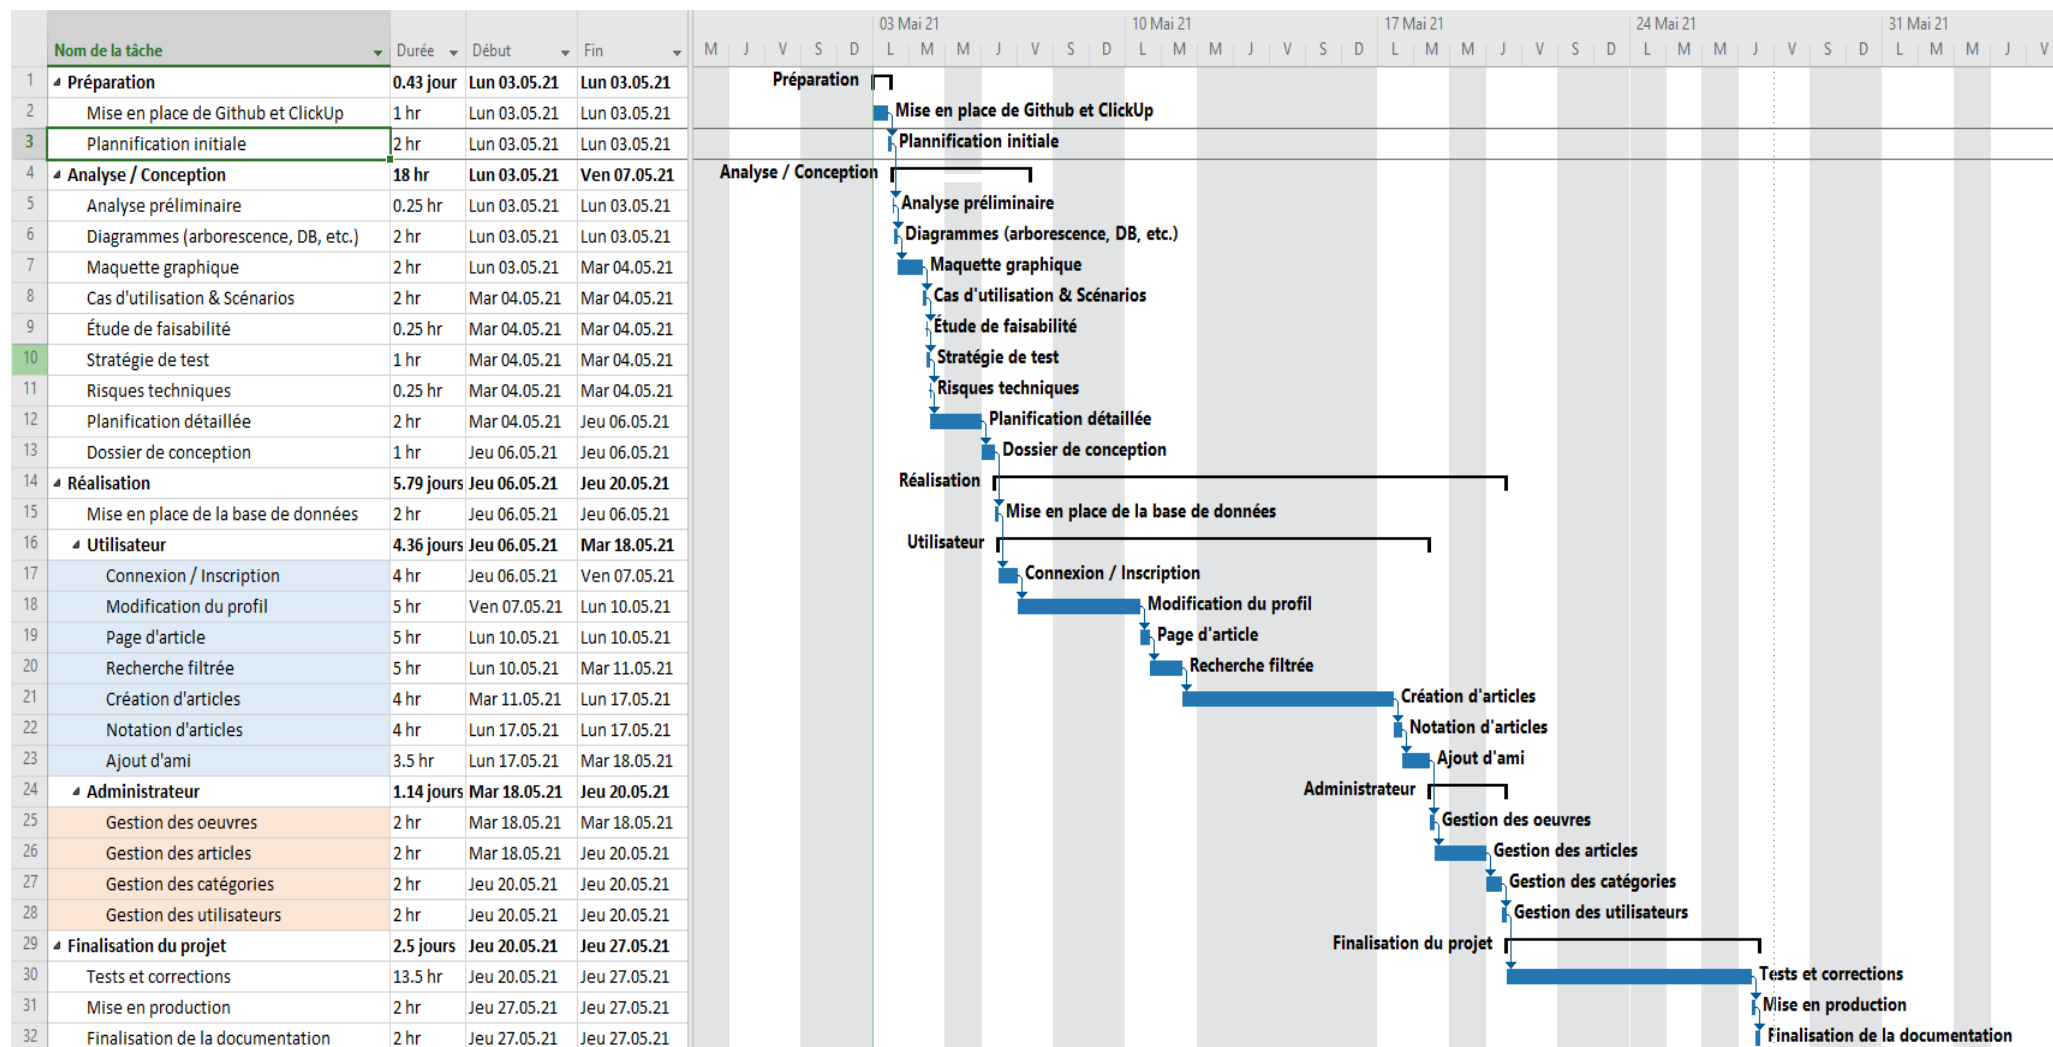 03 Mai 21 10 Mai 21 17 Mai 21 24 Mai 21 31 Mai 21
Nom de la tâche Durée Début Fin M J V S D L M M J V S D L M M J V S D L M M J V S D L M M J V S D L M M J V
1 Préparation 0.43 jour Lun 03.05.21 Lun 03.05.21 Préparation
2 Mise en place de Github et ClickUp 1 hr Lun 03.05.21 Lun 03.05.21 Mise en place de Github et ClickUp
3 Plannification initiale 2 hr Lun 03.05.21 Lun 03.05.21 Plannification initiale
4 Analyse / Conception 18 hr Lun 03.05.21 Ven 07.05.21 Analyse / Conception
5 Analyse préliminaire 0.25 hr Lun 03.05.21 Lun 03.05.21 Analyse préliminaire
6 Diagrammes (arborescence, DB, etc.) 2 hr Lun 03.05.21 Lun 03.05.21 Diagrammes (arborescence, DB, etc.)
7 Maquette graphique 2 hr Lun 03.05.21 Mar 04.05.21 Maquette graphique
8 Cas d'utilisation & Scénarios 2 hr Mar 04.05.21 Mar 04.05.21 Cas d'utilisation & Scénarios
9 Étude de faisabilité 0.25 hr Mar 04.05.21 Mar 04.05.21 Étude de faisabilité
10 Stratégie de test 1 hr Mar 04.05.21 Mar 04.05.21 Stratégie de test
11 Risques techniques 0.25 hr Mar 04.05.21 Mar 04.05.21 Risques techniques
12 Planification détaillée 2 hr Mar 04.05.21 Jeu 06.05.21 Planification détaillée
13 Dossier de conception 1 hr Jeu 06.05.21 Jeu 06.05.21 Dossier de conception
14 Réalisation 5.79 jours Jeu 06.05.21 Jeu 20.05.21 Réalisation
15 Mise en place de la base de données 2 hr Jeu 06.05.21 Jeu 06.05.21 Mise en place de la base de données
16 Utilisateur 4.36 jours Jeu 06.05.21 Mar 18.05.21 Utilisateur
17 Connexion / Inscription 4 hr Jeu 06.05.21 Ven 07.05.21 Connexion / Inscription
18 Modification du profil 5 hr Ven 07.05.21 Lun 10.05.21 Modification du profil
19 Page d'article 5 hr Lun 10.05.21 Lun 10.05.21 Page d'article
20 Recherche filtrée 5 hr Lun 10.05.21 Mar 11.05.21 Recherche filtrée
21 Création d'articles 4 hr Mar 11.05.21 Lun 17.05.21 Création d'articles
22 Notation d'articles 4 hr Lun 17.05.21 Lun 17.05.21 Notation d'articles
23 Ajout d'ami 3.5 hr Lun 17.05.21 Mar 18.05.21 Ajout d'ami
24 Administrateur 1.14 jours Mar 18.05.21 Jeu 20.05.21 Administrateur
25 Gestion des oeuvres 2 hr Mar 18.05.21 Mar 18.05.21 Gestion des oeuvres
26 Gestion des articles 2 hr Mar 18.05.21 Jeu 20.05.21 Gestion des articles
27 Gestion des catégories 2 hr Jeu 20.05.21 Jeu 20.05.21 Gestion des catégories
28 Gestion des utilisateurs 2 hr Jeu 20.05.21 Jeu 20.05.21 Gestion des utilisateurs
29 Finalisation du projet 2.5 jours Jeu 20.05.21 Jeu 27.05.21 Finalisation du projet
30 Tests et corrections 13.5 hr Jeu 20.05.21 Jeu 27.05.21 Tests et corrections
31 Mise en production 2 hr Jeu 27.05.21 Jeu 27.05.21 Mise en production
32 Finalisation de la documentation 2 hr Jeu 27.05.21 Jeu 27.05.21 Finalisation de la documentation